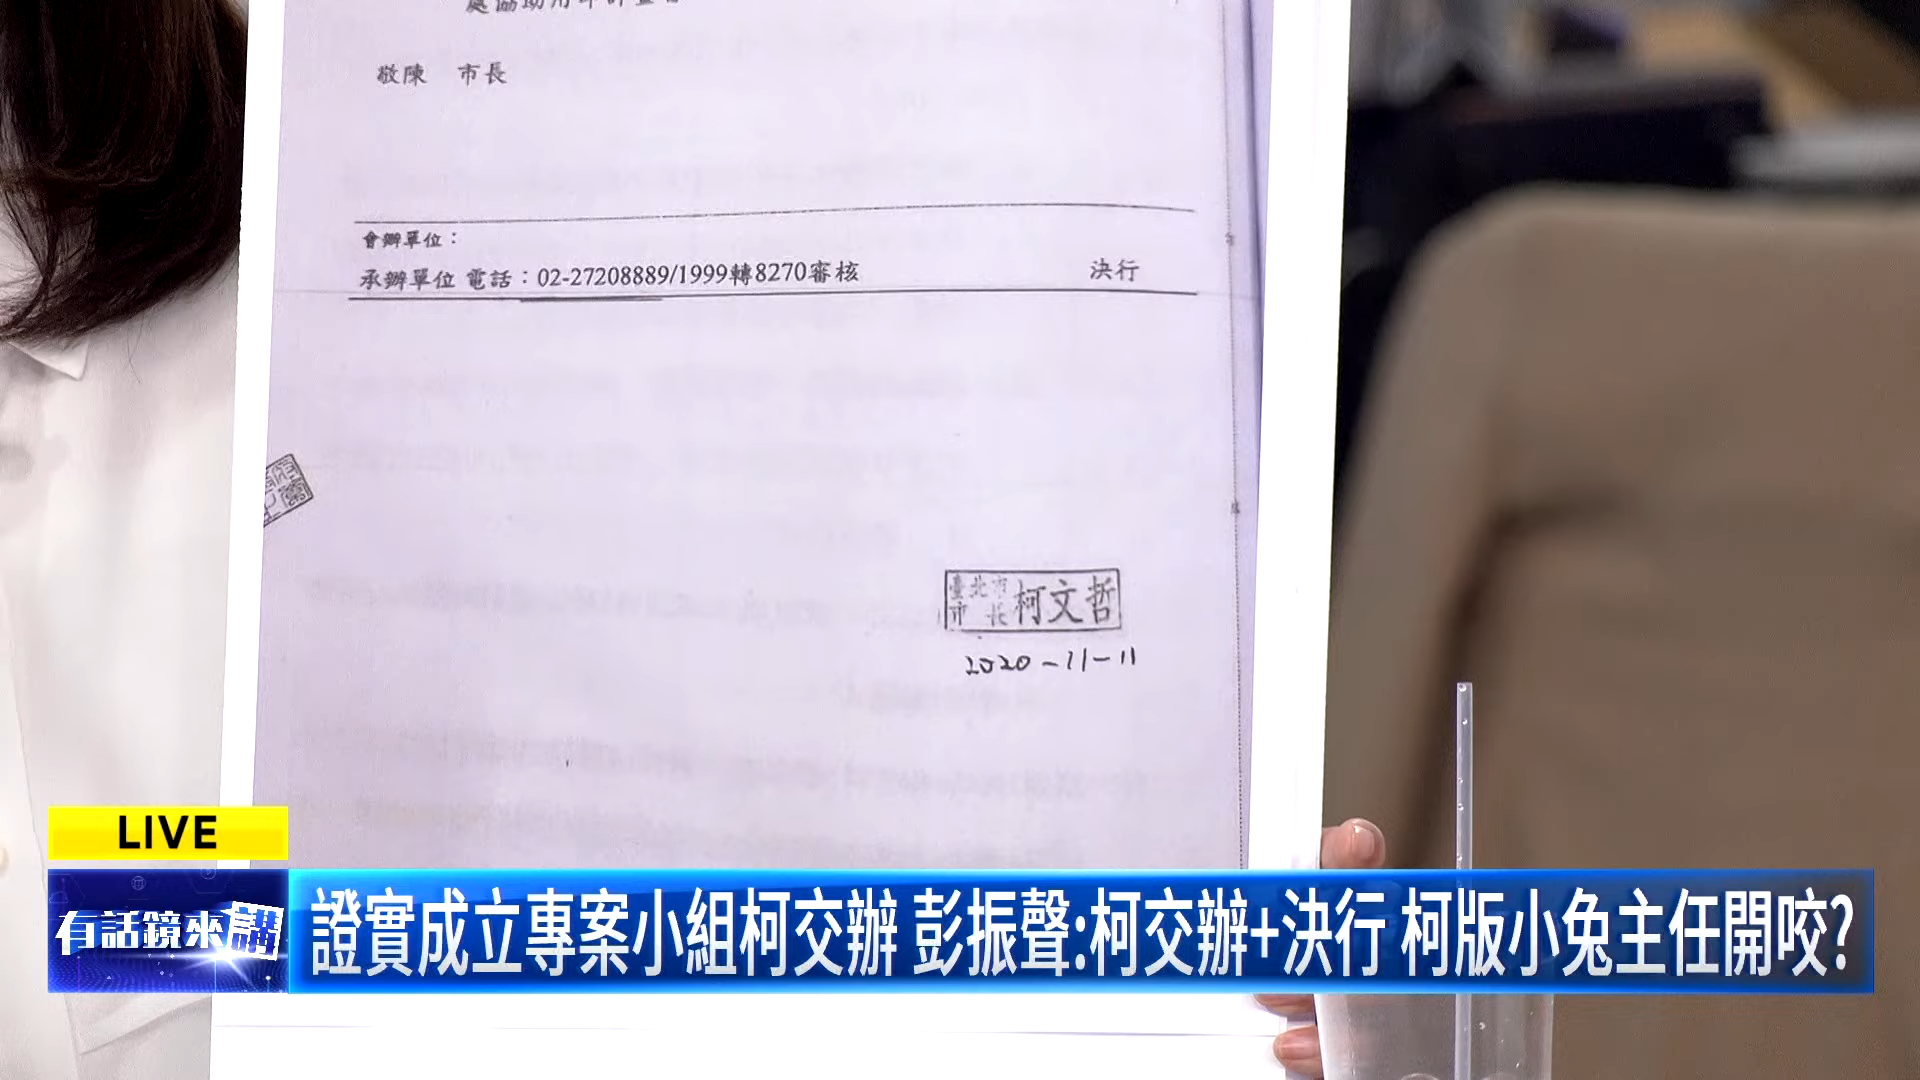 敬陳 市長
會辦單位：
承辦單位 電話：02-27208889/1999轉8270審核 決行
臺北市市長柯文哲
2020-11-11
LIVE
有話鏡來講
證實成立專案小組柯交辦 彭振聲:柯交辦+決行 柯版小兔主任開咬?